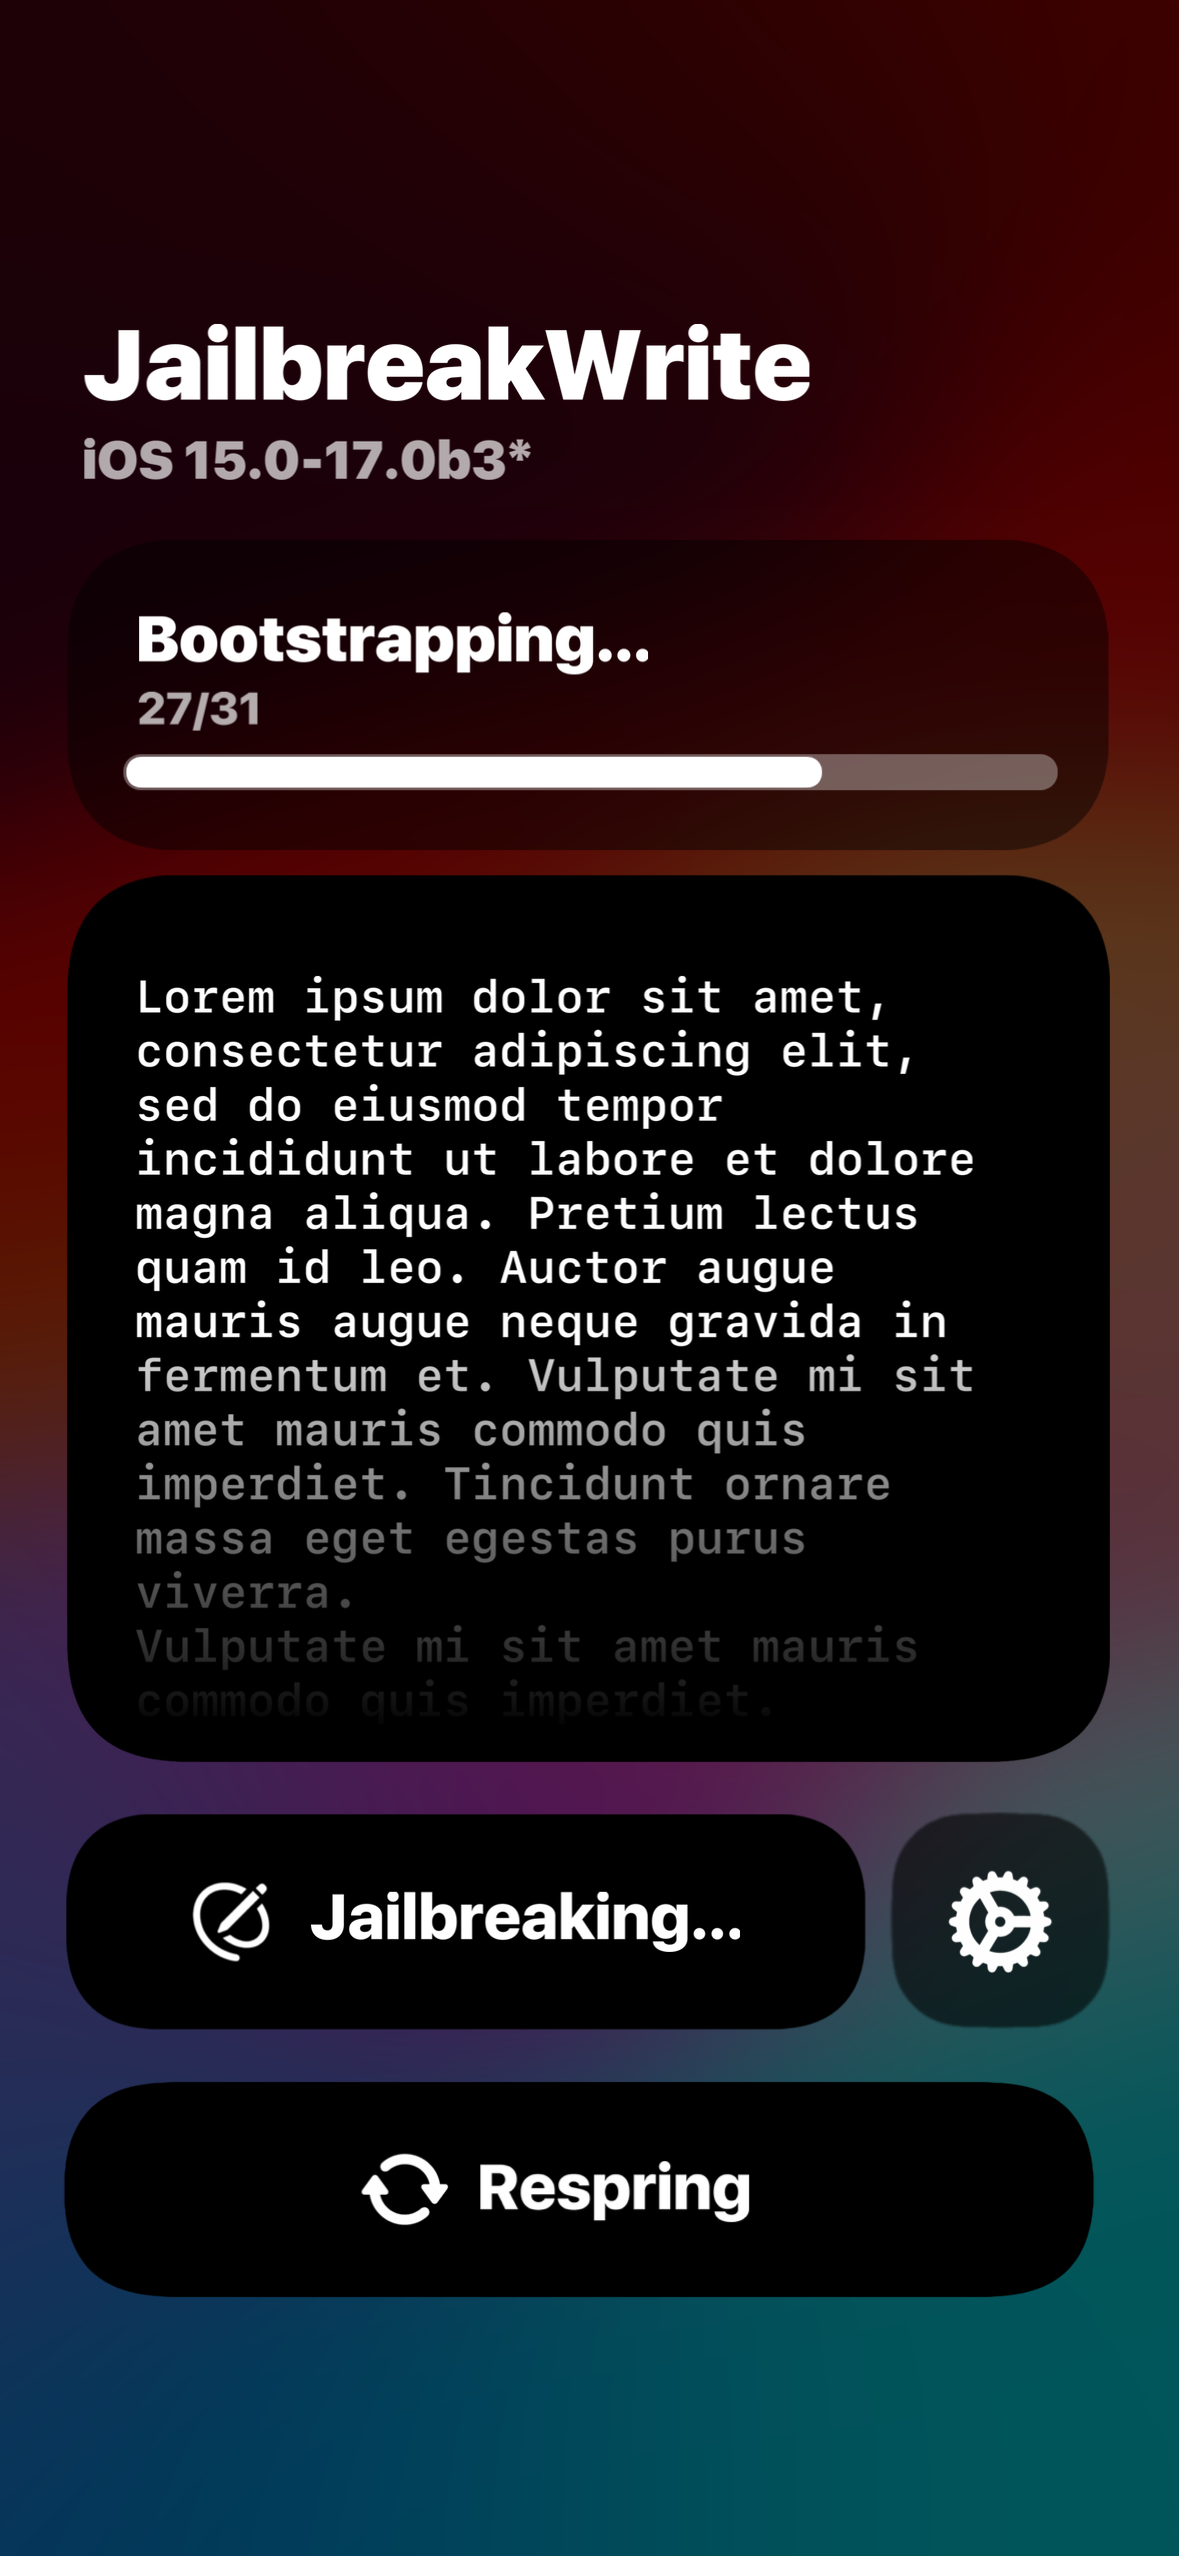 JailbreakWrite
iOS 15.0-17.0b3*
Bootstrapping...
27/31
Lorem ipsum dolor sit amet,
consectetur adipiscing elit,
sed do eiusmod tempor
incididunt ut labore et dolore
magna aliqua. Pretium lectus
quam id leo. Auctor augue
mauris augue neque gravida in
fermentum et. Vulputate mi sit
amet mauris commodo quis
imperdiet. Tincidunt ornare
massa eget egestas purus
viverra.
Vulputate mi sit amet mauris
commodo quis imperdiet.
Jailbreaking...
Respring